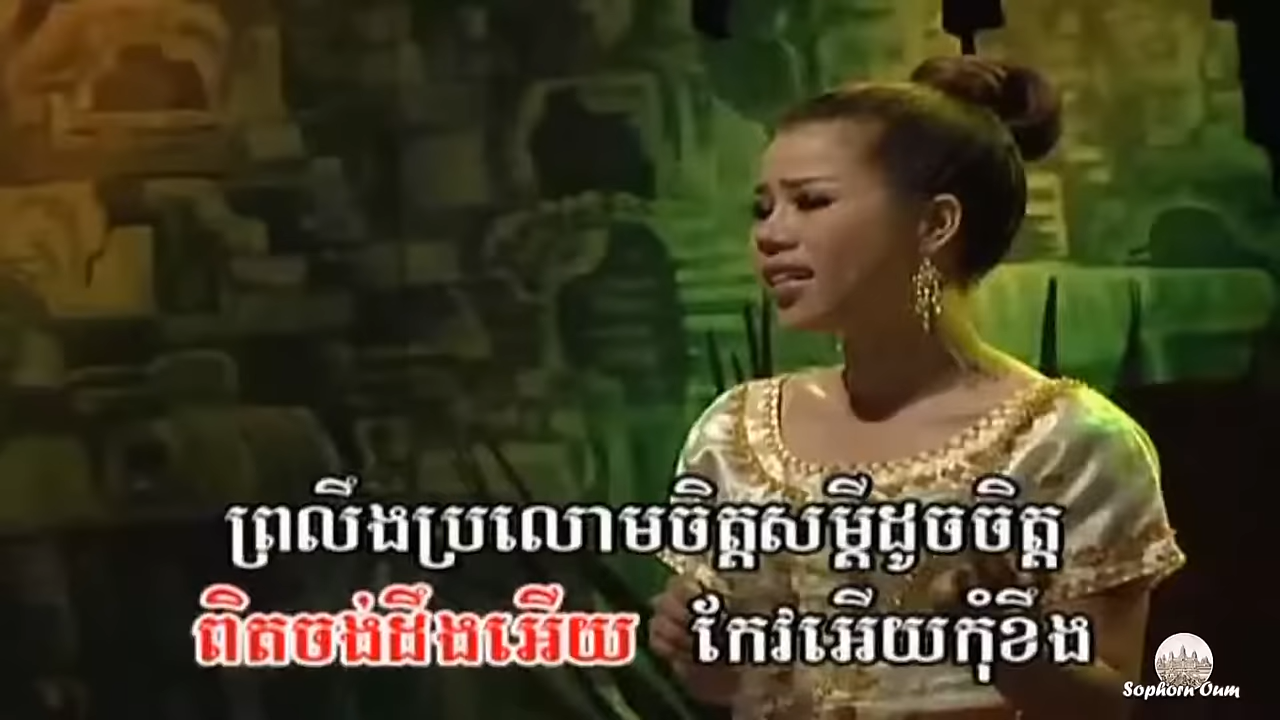 ព្រលឹងប្រលោមចិត្តសម្ដីដូចចិត្ត
ពិតចង់ដឹងអើយ កែវអើយកុំខឹង
Sophorn Oum